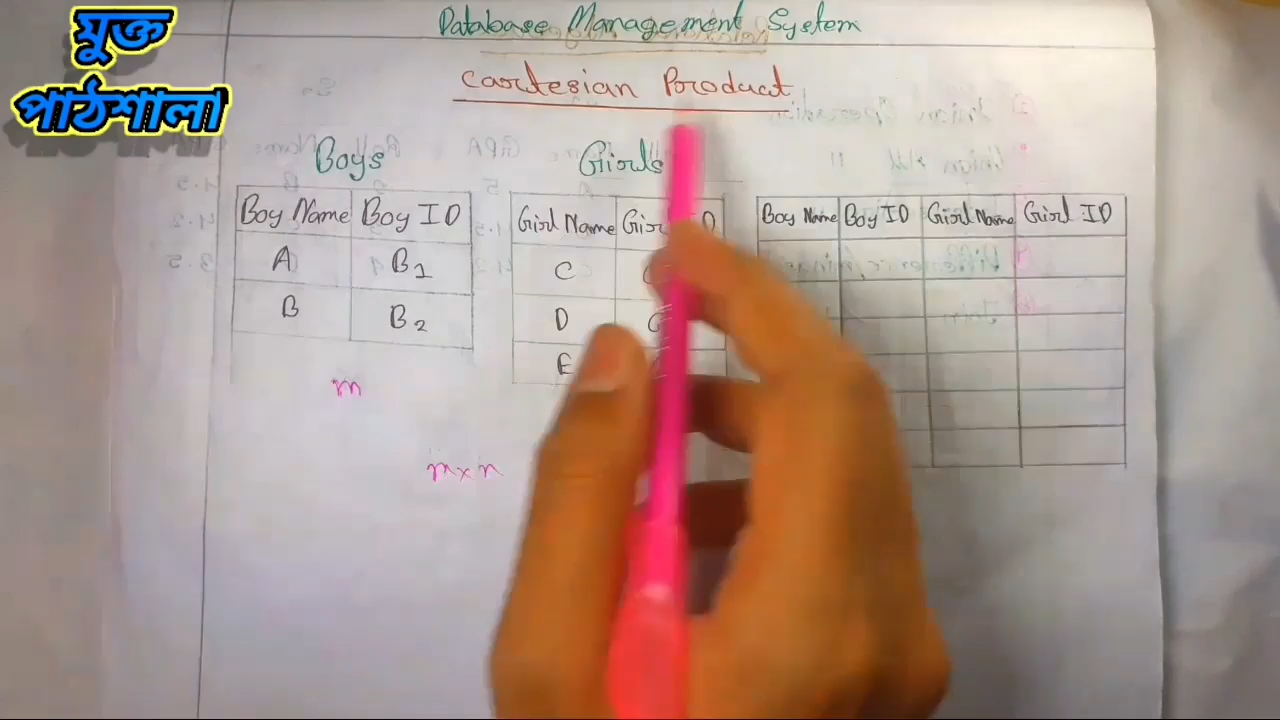 মুক্ত
পাঠশালা
Database Management System
Cartesian Product
Boys
Boy Name Boy ID
A B1
B B2
m
Girls
Girl Name
C
D
E
Boy Name Boy ID Girl Name Girl ID
m×n